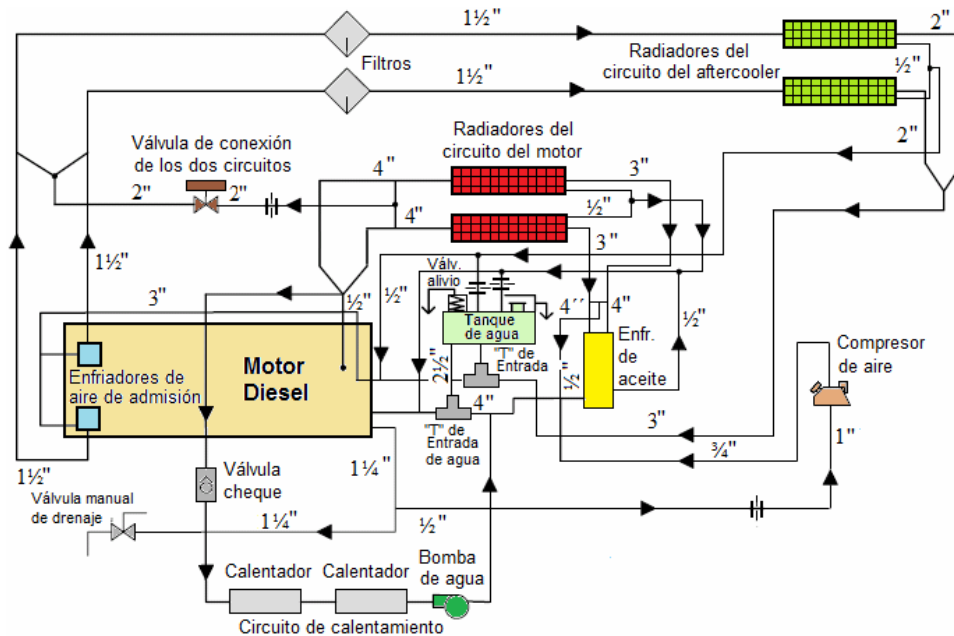 1½"
2"
Filtros
1½"
Radiadores del
circuito del aftercooler
½"
2"
Válvula de conexión
de los dos circuitos
Radiadores del
circuito del motor
4"
3"
2"
2"
4"
½"
3"
1½"
3"
½"
½"
Válv.
alivio
4´´
4"
½"
Tanque
de agua
Enfr.
de
aceite
Compresor
de aire
Motor
Diesel
Enfriadores de
aire de admisión
2½"
"T" de
Entrada
½"
4"
3"
"T" de
Entrada
de agua
1"
1½"
1¼"
¾"
Válvula
cheque
Válvula manual
de drenaje
1¼"
½"
Bomba
de agua
Calentador
Calentador
Circuito de calentamiento